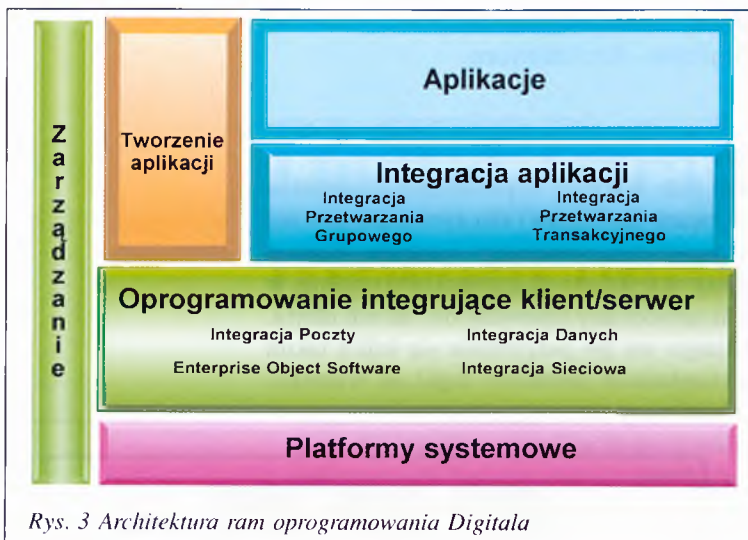 Zarządzanie
Tworzenie
aplikacji
Aplikacje
Integracja aplikacji
Integracja
Przetwarzania
Grupowego
Integracja
Przetwarzania
Transakcyjnego
Oprogramowanie integrujące klient/serwer
Integracja Poczty
Integracja Danych
Enterprise Object Software
Integracja Sieciowa
Platformy systemowe
Rys. 3 Architektura ram oprogramowania Digitala